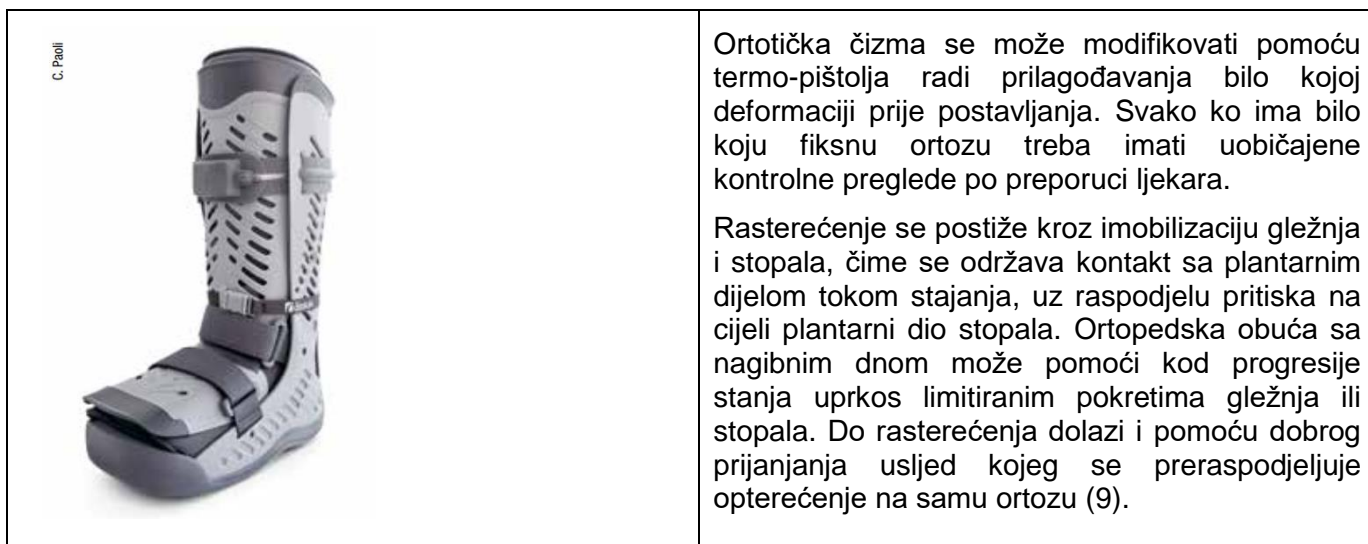 C. Paoli
Ortotička čizma se može modifikovati pomoću
termo-pištolja radi prilagođavanja bilo kojoj
deformaciji prije postavljanja. Svako ko ima bilo
koju fiksnu ortozu treba imati uobičajene
kontrolne preglede po preporuci ljekara.
Rasterećenje se postiže kroz imobilizaciju gležnja
i stopala, čime se održava kontakt sa plantarnim
dijelom tokom stajanja, uz raspodjelu pritiska na
cijeli plantarni dio stopala. Ortopedska obuća sa
nagibnim dnom može pomoći kod progresije
stanja uprkos limitiranim pokretima gležnja ili
stopala. Do rasterećenja dolazi i pomoću dobrog
prijanjanja usljed kojeg se preraspodjeljuje
opterećenje na samu ortozu (9).